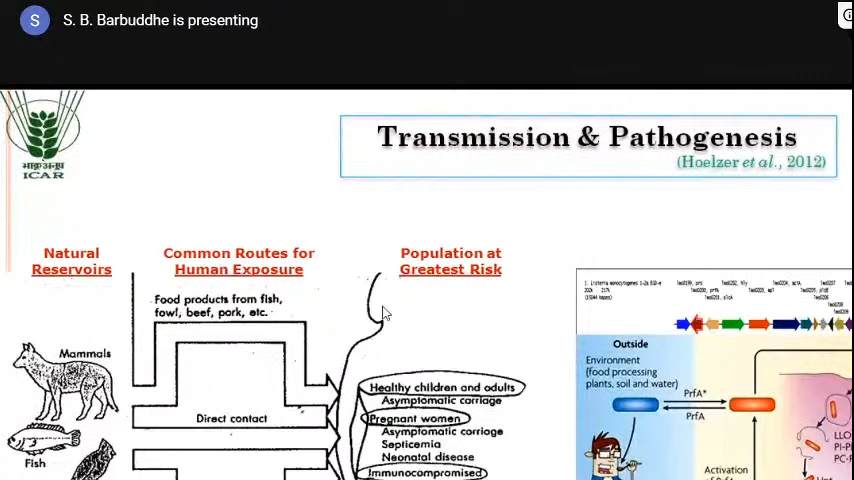 S
S. B. Barbuddhe is presenting
भाकृअनुप
ICAR
Transmission & Pathogenesis
(Hoelzer et al., 2012)
Natural
Reservoirs
Common Routes for
Human Exposure
Population at
Greatest Risk
Food products from fish,
fowl, beef, pork, etc.
Mammals
Direct contact
Fish
Healthy children and adults
Asymptomatic carriage
Pregnant women
Asymptomatic carriage
Septicemia
Neonatal disease
Immunocompromised
Outside
Environment
(food processing
plants, soil and water)
PrfA*
PrfA
Activation
LLO